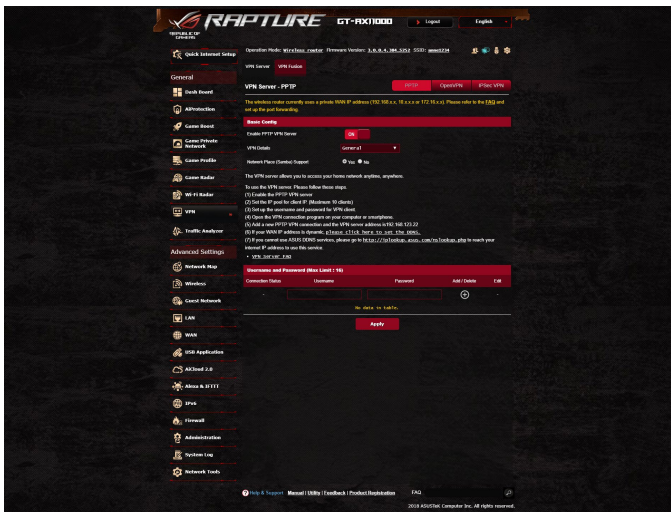 REPUBLIC OF GAMERS
RAPTURE GT-AX11000 Logout English
Quick Internet Setup
Operation Mode: Wireless router Firmware Version: 3.0.0.4.384.5252 SSID:
VPN Server VPN Fusion
General
Dash Board
AiProtection
Game Boost
Game Private Network
Game Profile
Game Radar
Wi-Fi Radar
VPN
Traffic Analyzer
Advanced Settings
Network Map
Wireless
Guest Network
LAN
WAN
USB Application
AiCloud 2.0
Alexa & IFTTT
IPv6
Firewall
Administration
System Log
Network Tools
VPN Server - PPTP PPTP OpenVPN IPSec VPN
The wireless router currently uses a private WAN IP address (192.168.x.x, 10.x.x.x or 172.16.x.x). Please refer to the FAQ and
set up the port forwarding.
Basic Config
Enable PPTP VPN Server ON
VPN Details General
Network Place (Samba) Support Yes No
The VPN server allows you to access your home network anytime, anywhere.
To use the VPN server. Please follow these steps
(1) Enable the PPTP VPN server
(2) Set the IP pool for client IP (Maximum 10 clients)
(3) Set up the username and password for VPN client.
(4) Open the VPN connection program on your computer or smartphone.
(5) Add a new PPTP VPN connection and the VPN server address is192.168.123.22
(6) If your WAN IP address is dynamic, please click here to set the DDNS.
(7) If you cannot use ASUS DDNS services, please go to http://iplookup.asus.com/nslookup.php to reach your
internet IP address to use this service.
VPN Server FAQ
Username and Password (Max Limit : 16)
Connection Status Username Password Add / Delete Edit
- -
No data in table.
Apply
Help & Support Manual | Utility | Feedback | Product Registration FAQ
2018 ASUSTeK Computer Inc. All rights reserved.